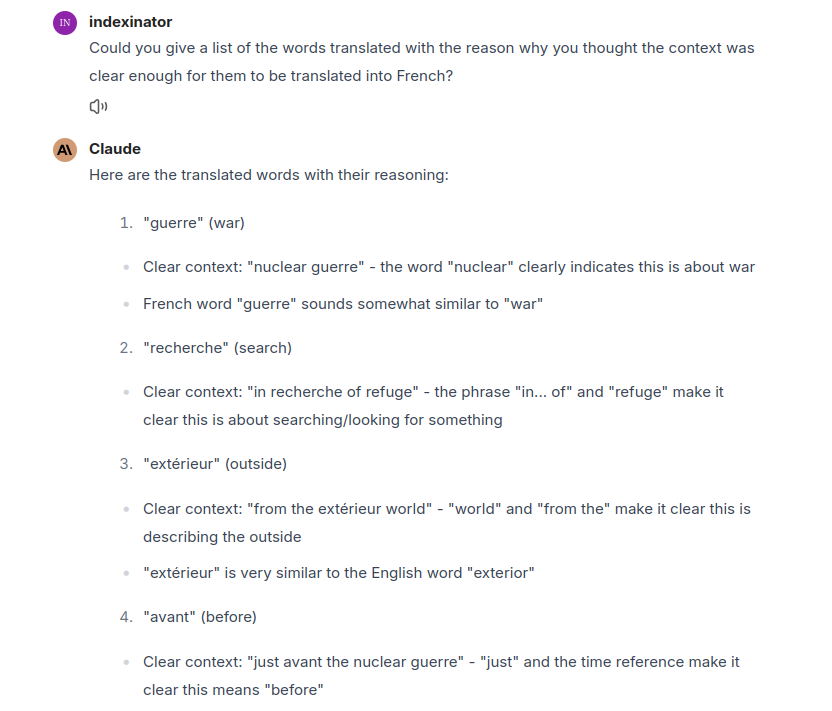 IN
indexinator
Could you give a list of the words translated with the reason why you thought the context was
clear enough for them to be translated into French?
A\
Claude
Here are the translated words with their reasoning:
1. "guerre" (war)
Clear context: "nuclear guerre" - the word "nuclear" clearly indicates this is about war
French word "guerre" sounds somewhat similar to "war"
2. "recherche" (search)
Clear context: "in recherche of refuge" - the phrase "in... of" and "refuge" make it
clear this is about searching/looking for something
3. "extérieur" (outside)
Clear context: "from the extérieur world" - "world" and "from the" make it clear this is
describing the outside
"extérieur" is very similar to the English word "exterior"
4. "avant" (before)
Clear context: "just avant the nuclear guerre" - "just" and the time reference make it
clear this means "before"